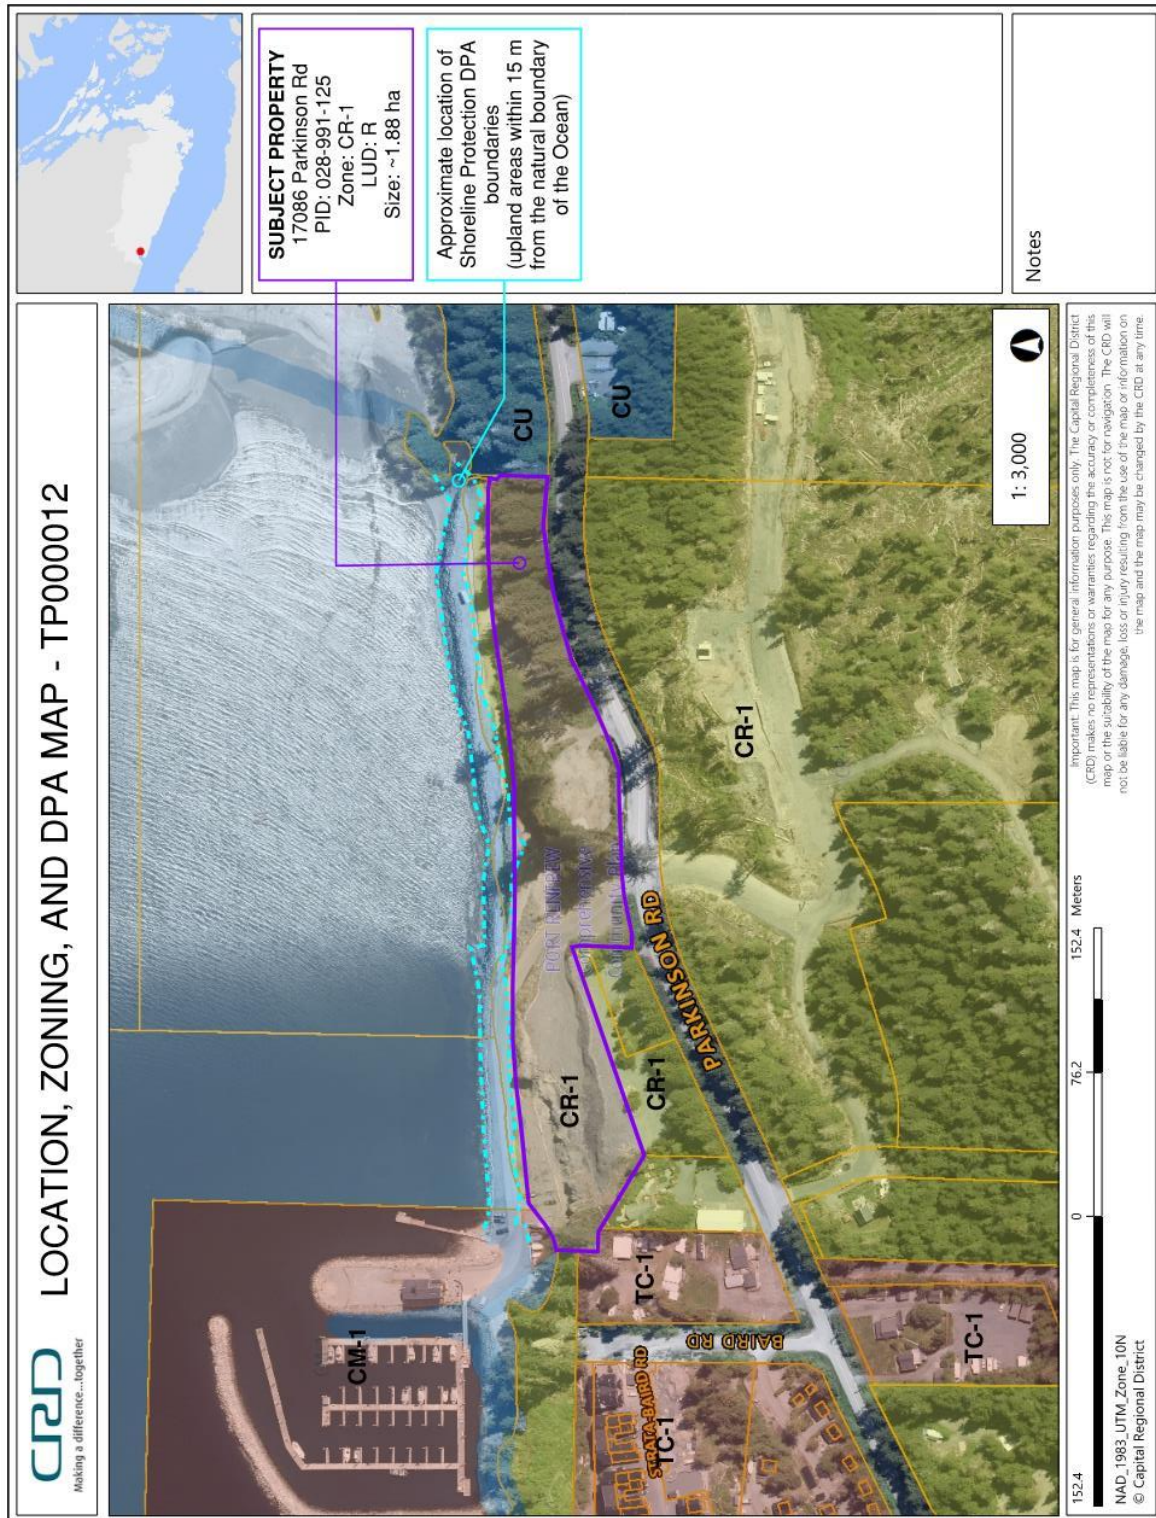 CRD
Making a difference...together
LOCATION, ZONING, AND DPA MAP - TP000012
SUBJECT PROPERTY
17086 Parkinson Rd
PID: 028-991-125
Zone: CR-1
LUD: R
Size: ~1.88 ha
Approximate location of
Shoreline Protection DPA
boundaries
(upland areas within 15 m
from the natural boundary
of the Ocean)
CM-1
CU
CU
PORT RENFREW
Comprehensive
Community Plan
CR-1
CR-1
CR-1
PARKINSON RD
TC-1
BAIRD RD
STRATA-BAIRD RD
TC-1
TC-1
1: 3,000
Notes
152.4
0
76.2
152.4 Meters
NAD_1983_UTM_Zone_10N
© Capital Regional District
Important: This map is for general information purposes only. The Capital Regional District
(CRD) makes no representations or warranties regarding the accuracy or completeness of this
map or the suitability of the map for any purpose. This map is not for navigation. The CRD will
not be liable for any damage, loss or injury resulting from the use of the map or information on
the map and the map may be changed by the CRD at any time.